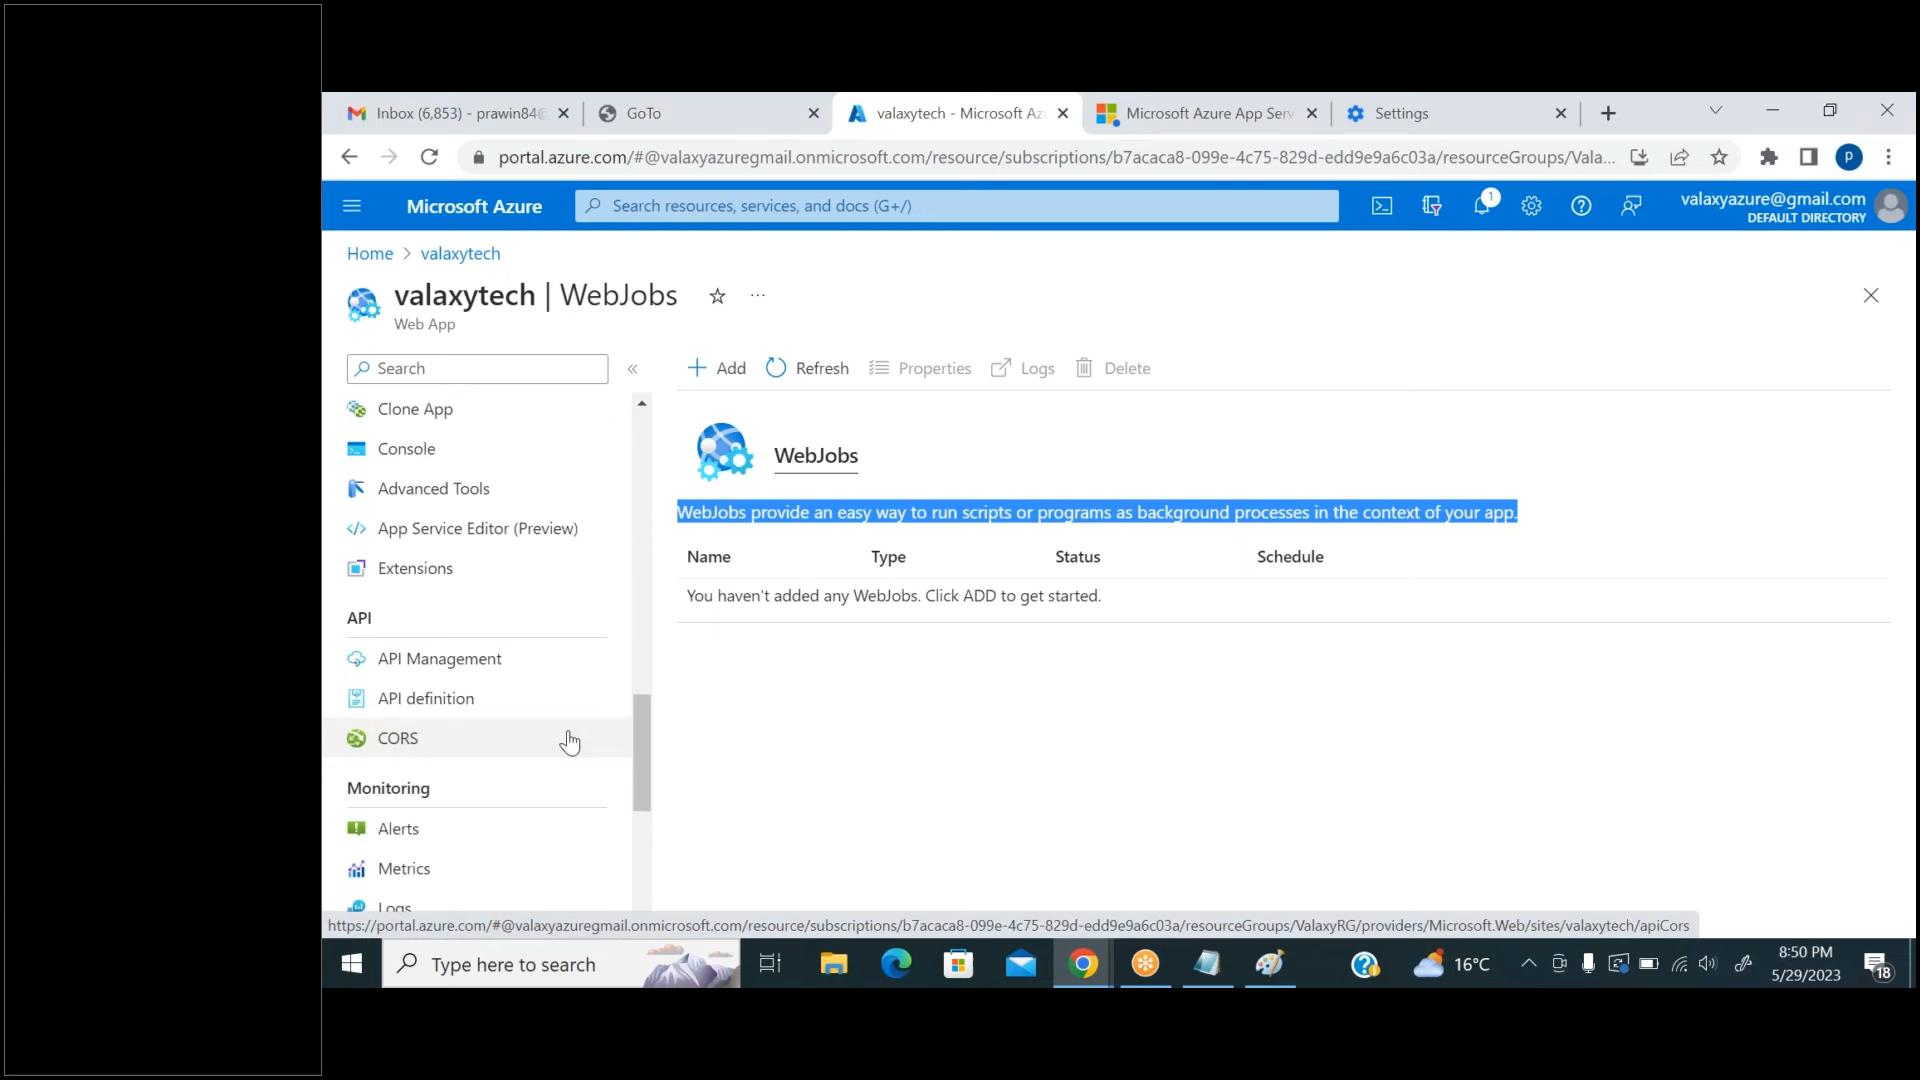 Inbox (6,853) - prawin84@
GoTo
valaxytech - Microsoft Az
Microsoft Azure App Serv
Settings
portal.azure.com/#@valaxyazuregmail.onmicrosoft.com/resource/subscriptions/b7acaca8-099e-4c75-829d-edd9e9a6c03a/resourceGroups/Vala...
P
Microsoft Azure
Search resources, services, and docs (G+/)
1
valaxyazure@gmail.com
DEFAULT DIRECTORY
Home > valaxytech
valaxytech | WebJobs
Web App
Search
Add
Refresh
Properties
Logs
Delete
Clone App
Console
Advanced Tools
App Service Editor (Preview)
Extensions
API
API Management
API definition
CORS
Monitoring
Alerts
Metrics
Logs
WebJobs
WebJobs provide an easy way to run scripts or programs as background processes in the context of your app.
Name Type Status Schedule
You haven't added any WebJobs. Click ADD to get started.
https://portal.azure.com/#@valaxyazuregmail.onmicrosoft.com/resource/subscriptions/b7acaca8-099e-4c75-829d-edd9e9a6c03a/resourceGroups/ValaxyRG/providers/Microsoft.Web/sites/valaxytech/apiCors
Type here to search
16°C
8:50 PM
5/29/2023
18